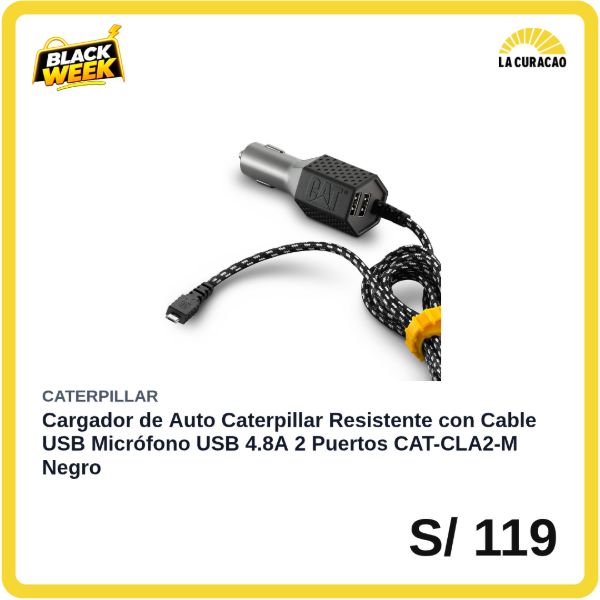 BLACK
WEEK
LA CURACAO
CAT
CATERPILLAR
Cargador de Auto Caterpillar Resistente con Cable
USB Micrófono USB 4.8A 2 Puertos CAT-CLA2-M
Negro
S/ 119